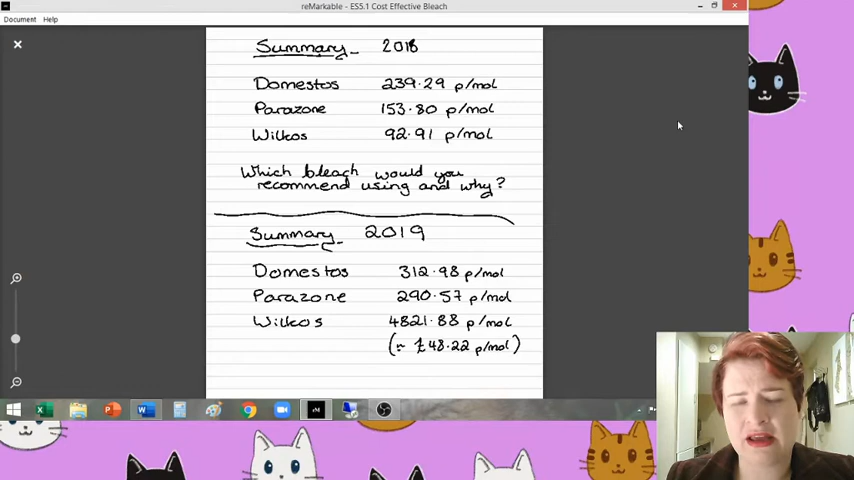 reMarkable - ES5.1 Cost Effective Bleach
Document Help
Summary 2018
Domestos 239.29 p/mol
Parazone 153.80 p/mol
Wilkos 92.91 p/mol
Which bleach would you
recommend using and why?
Summary 2019
Domestos 312.98 p/mol
Parazone 290.57 p/mol
Wilkos 4821.88 p/mol
(∴ £48.22 p/mol)